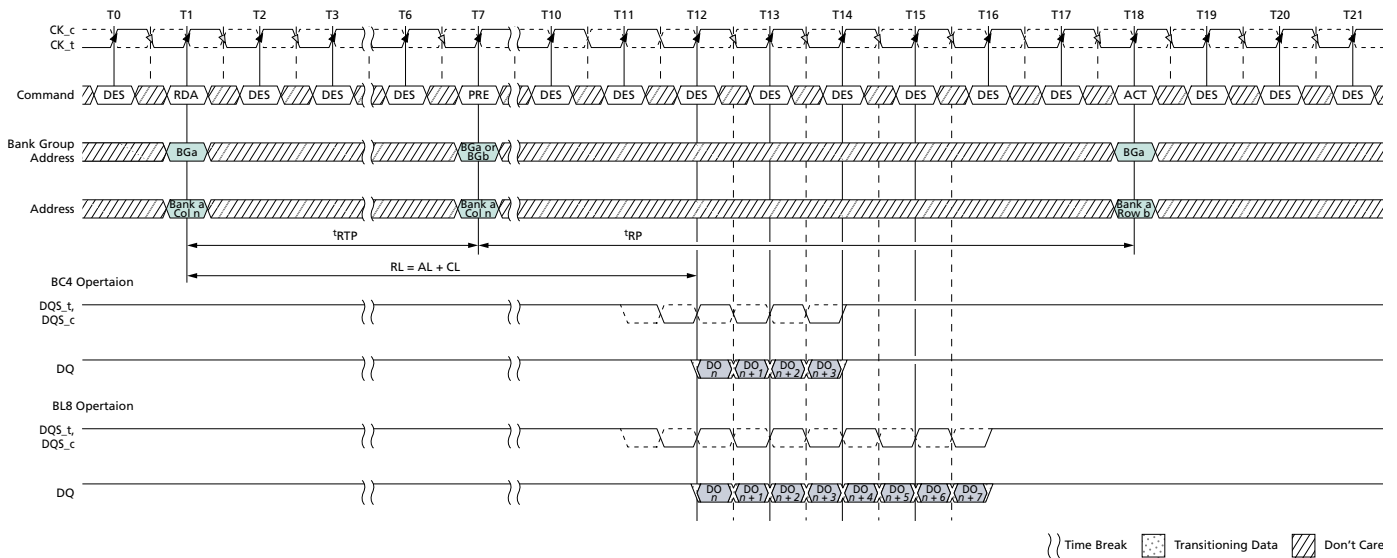 T0 T1 T2 T3 T6 T7 T10 T11 T12 T13 T14 T15 T16 T17 T18 T19 T20 T21
CK_c
CK_t
Command DES RDA DES DES DES PRE DES DES DES DES DES DES DES DES ACT DES DES DES
Bank Group
Address
BGa
BGa or
BGb
BGa
Address
Bank a
Col n
Bank a
Col n
Bank a
Row b
tRTP
tRP
RL = AL + CL
BC4 Opertaion
DQS_t,
DQS_c
DQ
DO
n
DO
n + 1
DO
n + 2
DO
n + 3
BL8 Opertaion
DQS_t,
DQS_c
DQ
DO
n
DO
n + 1
DO
n + 2
DO
n + 3
DO
n + 4
DO
n + 5
DO
n + 6
DO
n + 7
Time Break Transitioning Data Don't Care